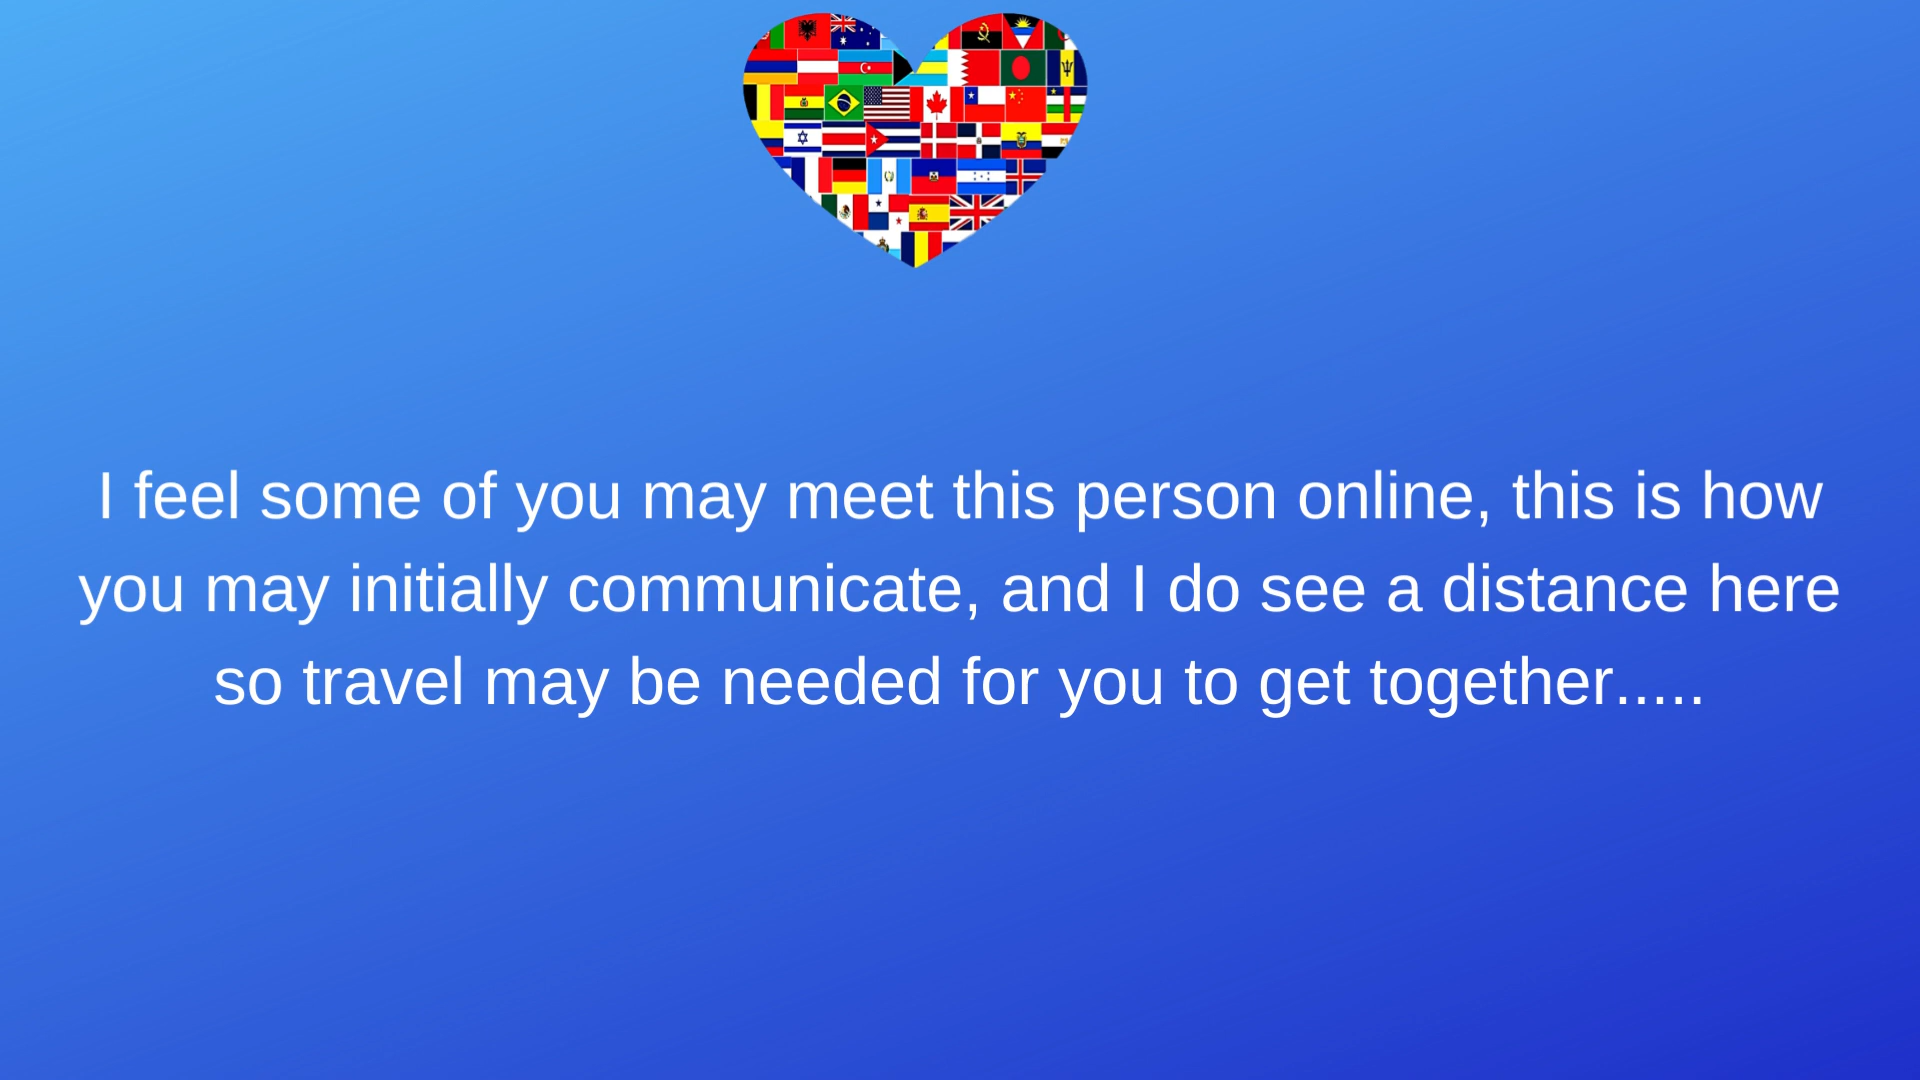 I feel some of you may meet this person online, this is how
you may initially communicate, and I do see a distance here
so travel may be needed for you to get together.....